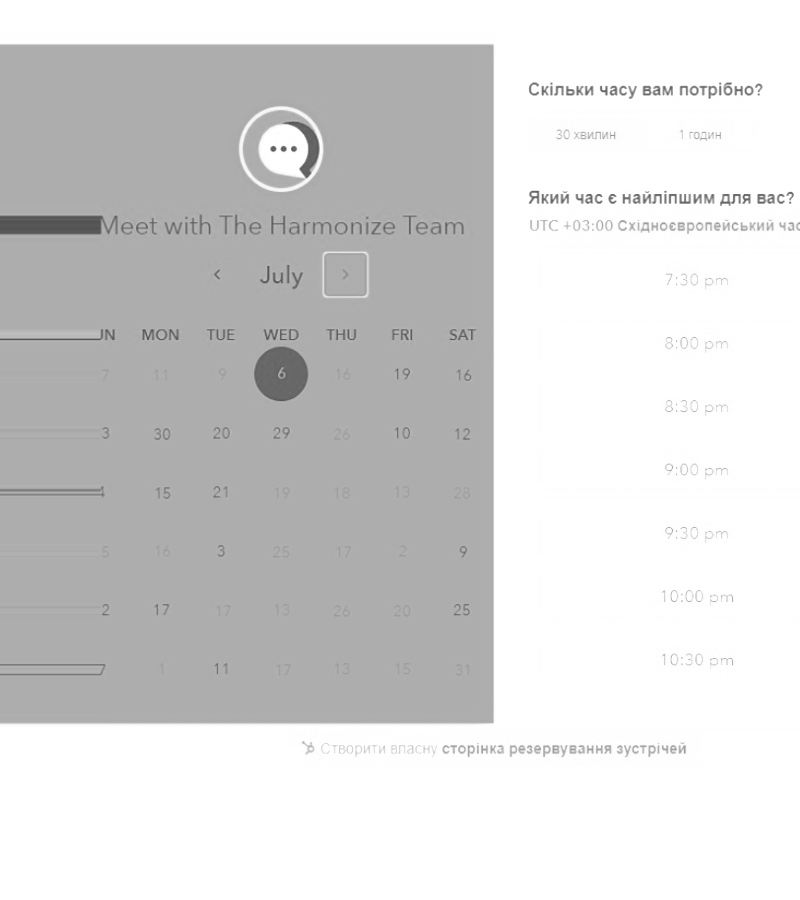 Meet with The Harmonize Team
July
UN MON TUE WED THU FRI SAT
7 11 9 6 16 19 16
3 30 20 29 26 10 12
4 15 21 19 18 13 28
5 16 3 25 17 2 9
2 17 17 13 26 20 25
1 11 17 13 15 31
Скільки часу вам потрібно?
30 хвилин 1 годин
Який час є найліпшим для вас?
UTC +03:00 Східноєвропейський час
7:30 pm
8:00 pm
8:30 pm
9:00 pm
9:30 pm
10:00 pm
10:30 pm
Створити власну сторінка резервування зустрічей